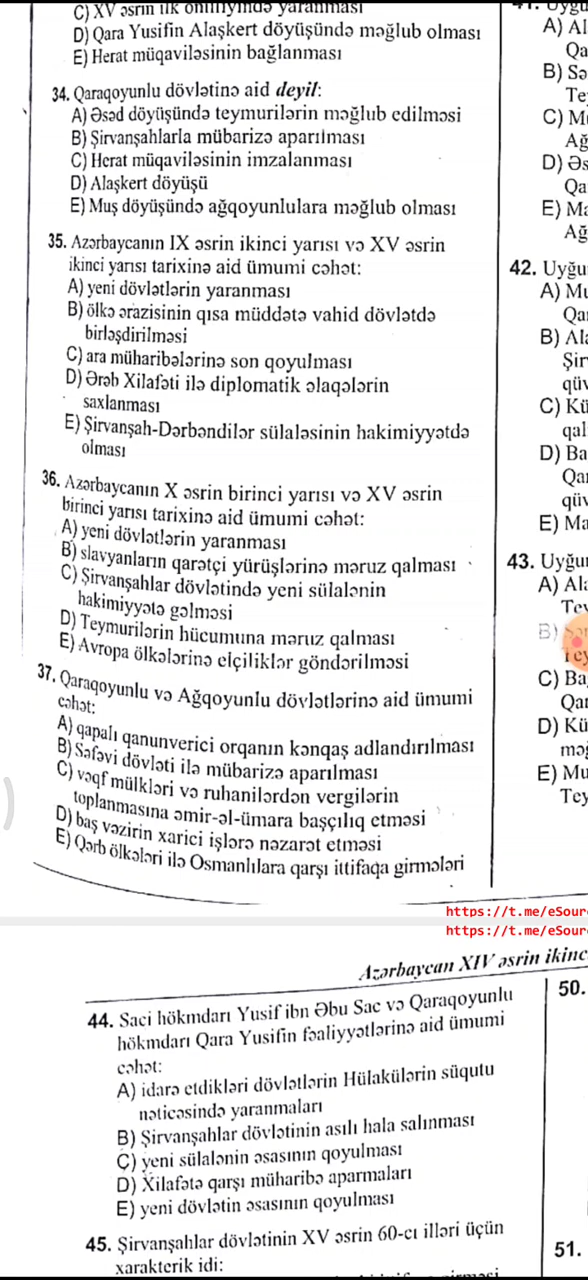 C) XV əsrin ilk onilliyində yaranması
D) Qara Yusifin Alaşkert döyüşündə məğlub olması
E) Herat müqaviləsinin bağlanması
34. Qaraqoyunlu dövlətinə aid deyil:
A) Əsəd döyüşündə teymurilərin məğlub edilməsi
B) Şirvanşahlarla mübarizə aparılması
C) Herat müqaviləsinin imzalanması
D) Alaşkert döyüşü
E) Muş döyüşündə ağqoyunlulara məğlub olması
35. Azərbaycanın IX əsrin ikinci yarısı və XV əsrin
ikinci yarısı tarixinə aid ümumi cəhət:
A) yeni dövlətlərin yaranması
B) ölkə ərazisinin qısa müddətə vahid dövlətdə
birləşdirilməsi
C) ara müharibələrinə son qoyulması
D) Ərəb Xilafəti ilə diplomatik əlaqələrin
saxlanması
E) Şirvanşah-Dərbəndilər sülaləsinin hakimiyyətdə
olması
36. Azərbaycanın X əsrin birinci yarısı və XV əsrin
birinci yarısı tarixinə aid ümumi cəhət:
A) yeni dövlətlərin yaranması
B) slavyanların qarətçi yürüşlərinə məruz qalması
C) Şirvanşahlar dövlətində yeni sülalənin
hakimiyyətə gəlməsi
D) Teymurilərin hücumuna məruz qalması
E) Avropa ölkələrinə elçiliklər göndərilməsi
37. Qaraqoyunlu və Ağqoyunlu dövlətlərinə aid ümumi
cəhət:
A) qapalı qanunverici orqanın kənqaş adlandırılması
B) Səfəvi dövləti ilə mübarizə aparılması
C) vəqf mülkləri və ruhanilərdən vergilərin
toplanmasına əmir-əl-ümara başçılıq etməsi
D) baş vəzirin xarici işlərə nəzarət etməsi
E) Qərb ölkələri ilə Osmanlılara qarşı ittifaqa girmələri
41. Uyğu
A) Al
Qa
B) Sə
Te
C) M
Ağ
D) Əs
Qa
E) Ma
Ağ
42. Uyğu
A) Mu
Qa
B) Ala
Şir
qüv
C) Kü
qal
D) Ba
Qa
qüv
E) Ma
43. Uyğu
A) Ala
Tey
B)
Tey
C) Ba
Qa
D) Kü
məğ
E) Mu
Tey
https://t.me/eSour
https://t.me/eSour
Azərbaycan XIV əsrin ikinc
44. Saci hökmdarı Yusif ibn Əbu Sac və Qaraqoyunlu
hökmdarı Qara Yusifin fəaliyyətlərinə aid ümumi
cəhət:
A) idarə etdikləri dövlətlərin Hülakülərin süqutu
nəticəsində yaranmaları
B) Şirvanşahlar dövlətinin asılı hala salınması
C) yeni sülalənin əsasının qoyulması
D) Xilafətə qarşı müharibə aparmaları
E) yeni dövlətin əsasının qoyulması
45. Şirvanşahlar dövlətinin XV əsrin 60-cı illəri üçün
xarakterik idi:
50.
51.